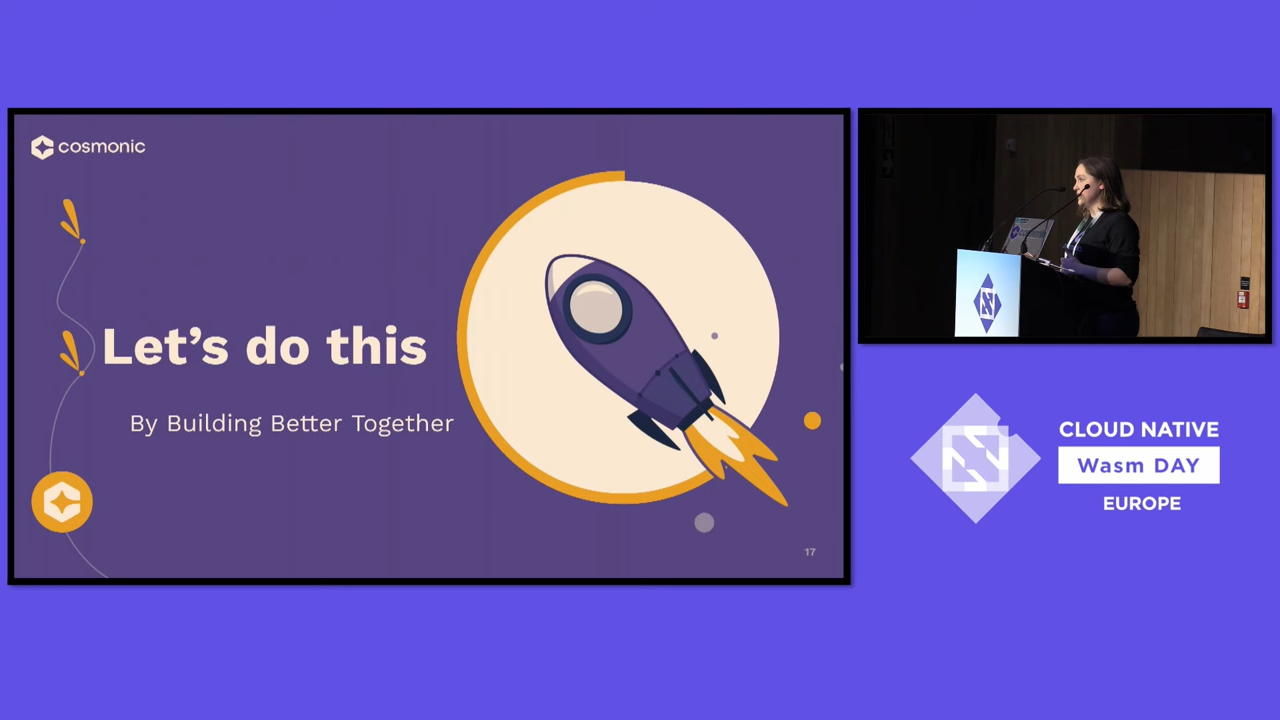 cosmonic
Let’s do this
By Building Better Together
17
CLOUD NATIVE
Wasm DAY
EUROPE